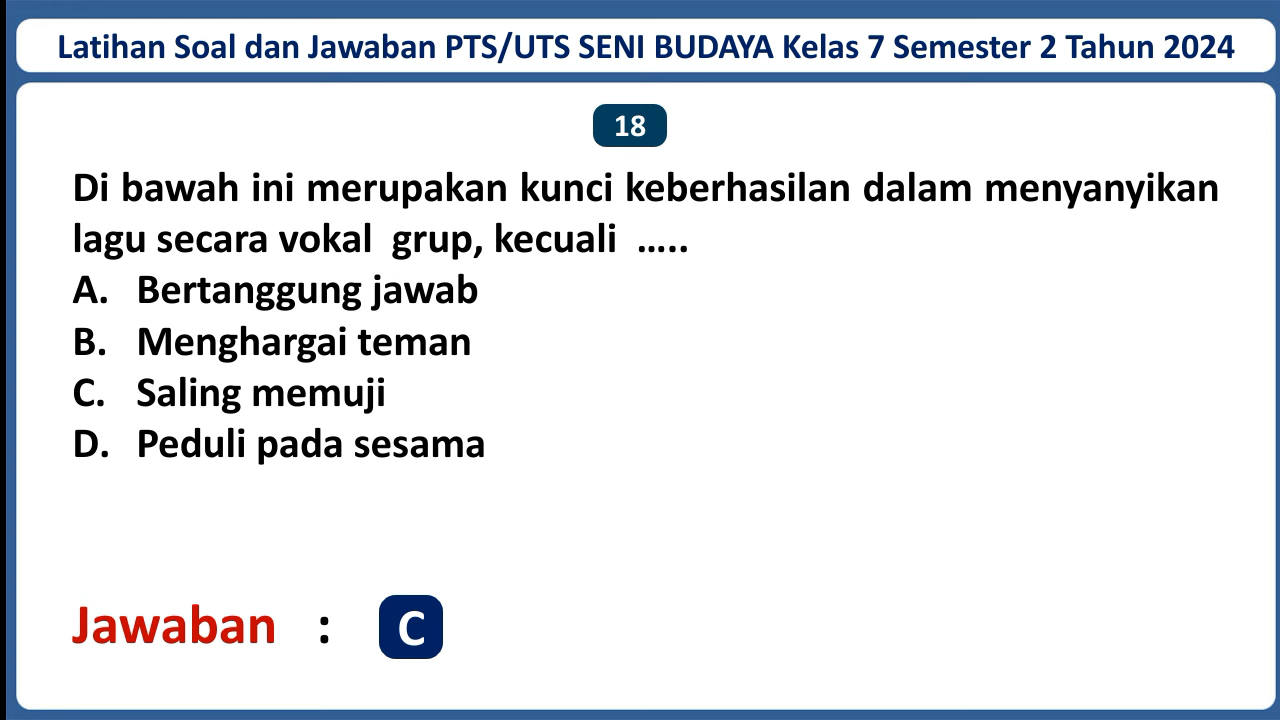 Latihan Soal dan Jawaban PTS/UTS SENI BUDAYA Kelas 7 Semester 2 Tahun 2024
18
Di bawah ini merupakan kunci keberhasilan dalam menyanyikan
lagu secara vokal grup, kecuali .....
A. Bertanggung jawab
B. Menghargai teman
C. Saling memuji
D. Peduli pada sesama
Jawaban : C